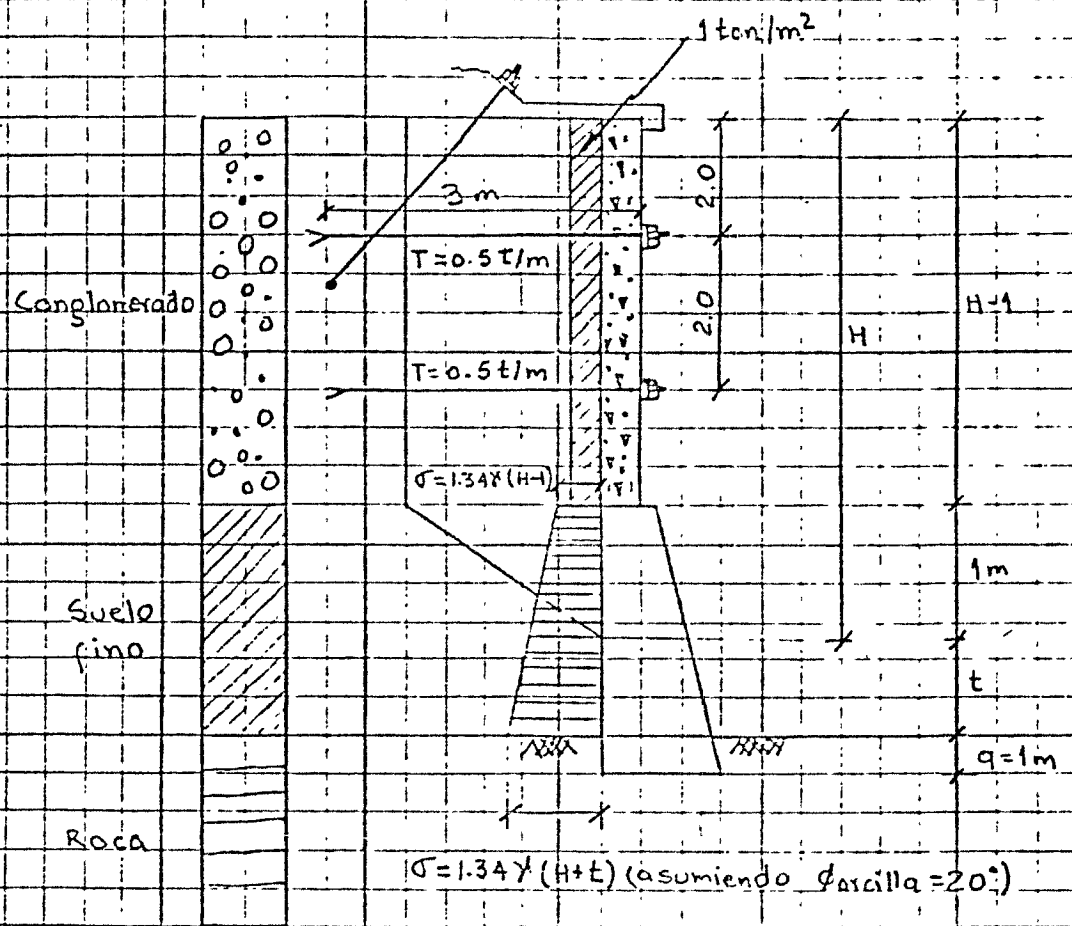 1 ton/m²
3 m
2.0
T=0.5 t/m
Conglomerado
2.0
H-1
H
T=0.5 t/m
σ=1.34γ(H-1)
1m
Suelo
fino
t
q=1m
Roca
σ=1.34γ(H+t) (asumiendo ϕarcilla=20°)